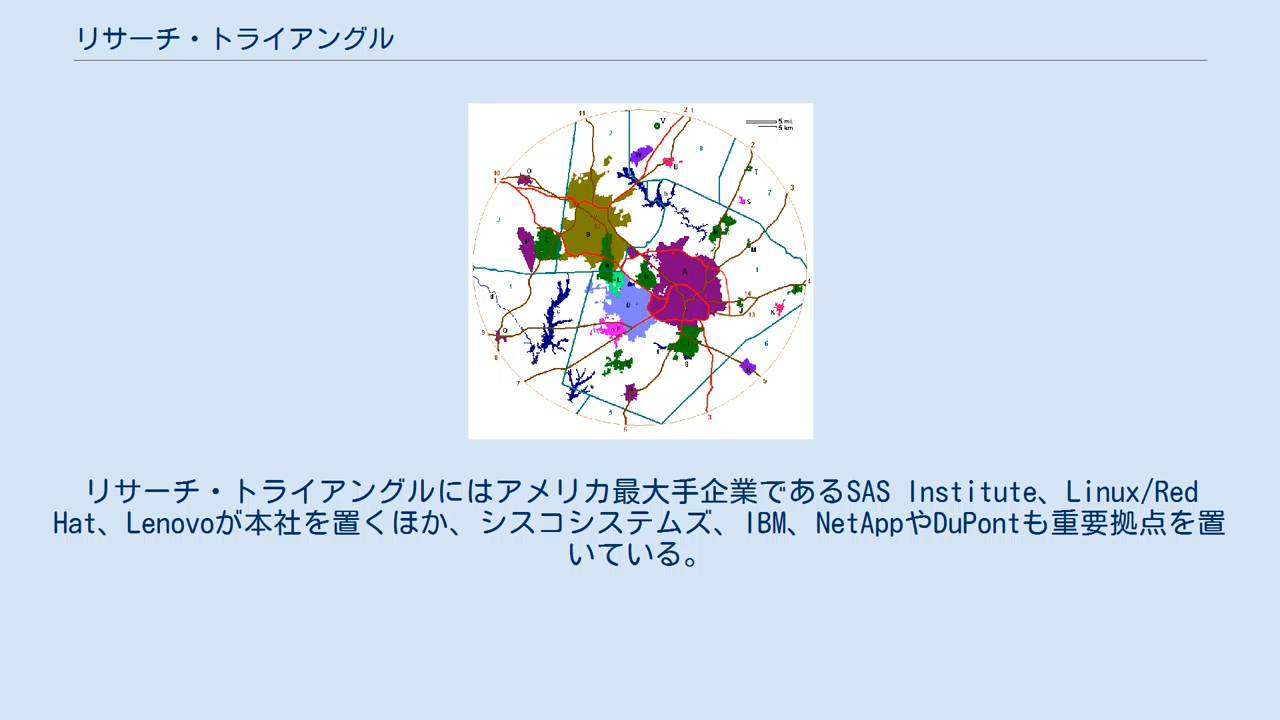 リサーチ・トライアングル
5 mi.
5 km
リサーチ・トライアングルにはアメリカ最大手企業であるSAS Institute、Linux/Red
Hat、Lenovoが本社を置くほか、シスコシステムズ、IBM、NetAppやDuPontも重要拠点を置
いている。